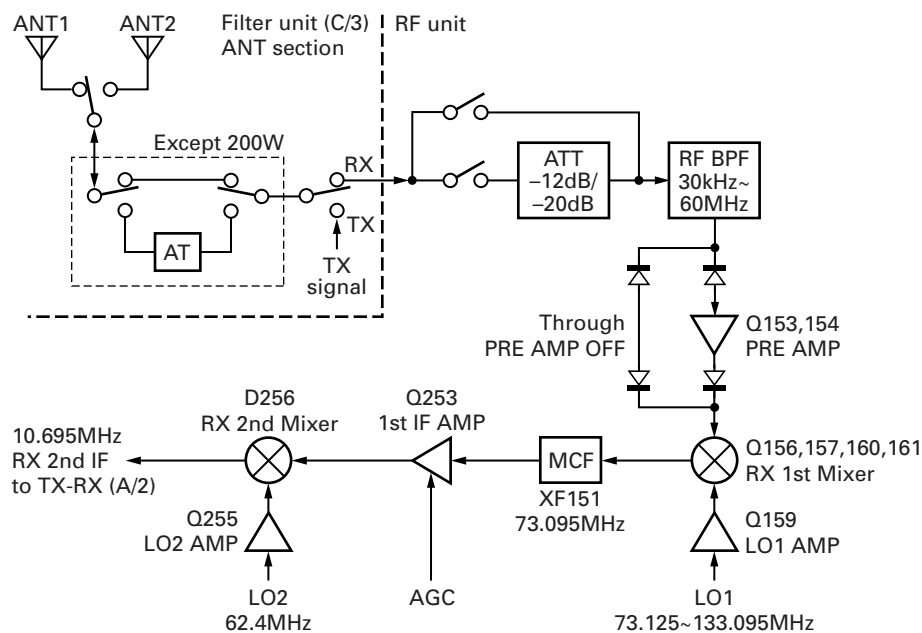 ANT1
ANT2
Filter unit (C/3)
ANT section
RF unit
Except 200W
RX
TX
AT
TX
signal
ATT
–12dB/
–20dB
RF BPF
30kHz~
60MHz
Through
PRE AMP OFF
Q153,154
PRE AMP
D256
RX 2nd Mixer
Q253
1st IF AMP
10.695MHz
RX 2nd IF
to TX-RX (A/2)
MCF
XF151
73.095MHz
Q156,157,160,161
RX 1st Mixer
Q255
LO2 AMP
Q159
LO1 AMP
LO2
62.4MHz
AGC
LO1
73.125~133.095MHz